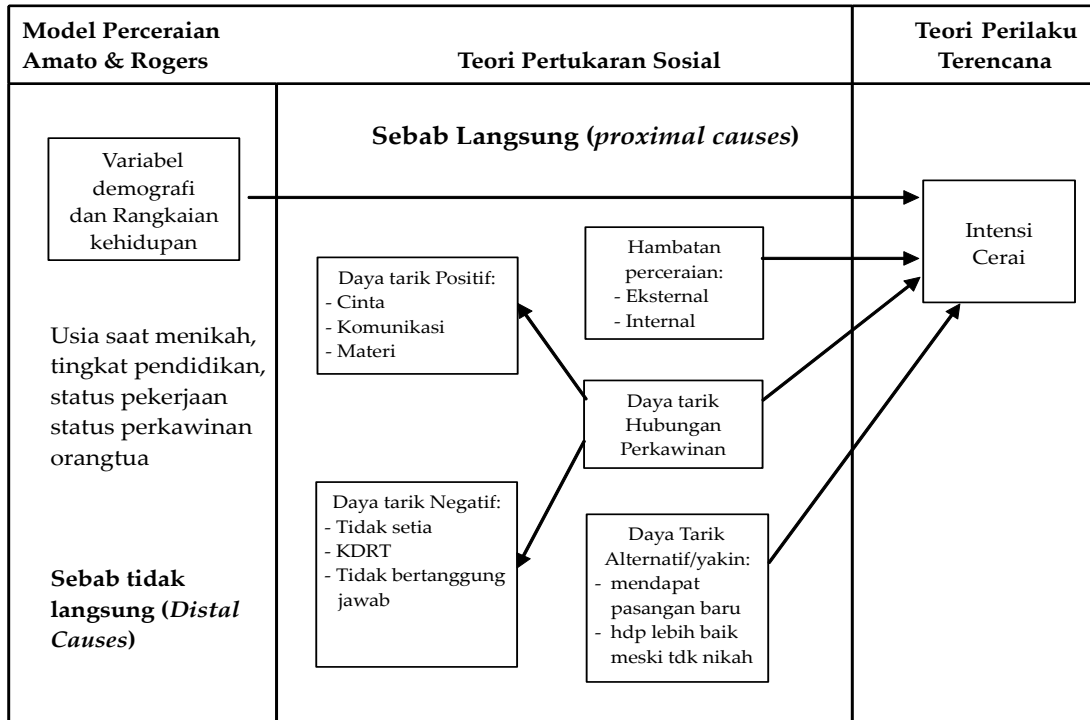 Model Perceraian
Amato & Rogers
Teori Pertukaran Sosial
Teori Perilaku
Terencana
Variabel
demografi
dan Rangkaian
kehidupan
Usia saat menikah,
tingkat pendidikan,
status pekerjaan
status perkawinan
orangtua
Sebab tidak
langsung (Distal
Causes)
Sebab Langsung (proximal causes)
Daya tarik Positif:
- Cinta
- Komunikasi
- Materi
Daya tarik Negatif:
- Tidak setia
- KDRT
- Tidak bertanggung
jawab
Hambatan
perceraian:
- Eksternal
- Internal
Daya tarik
Hubungan
Perkawinan
Daya Tarik
Alternatif/yakin:
- mendapat
pasangan baru
- hdp lebih baik
meski tdk nikah
Intensi
Cerai